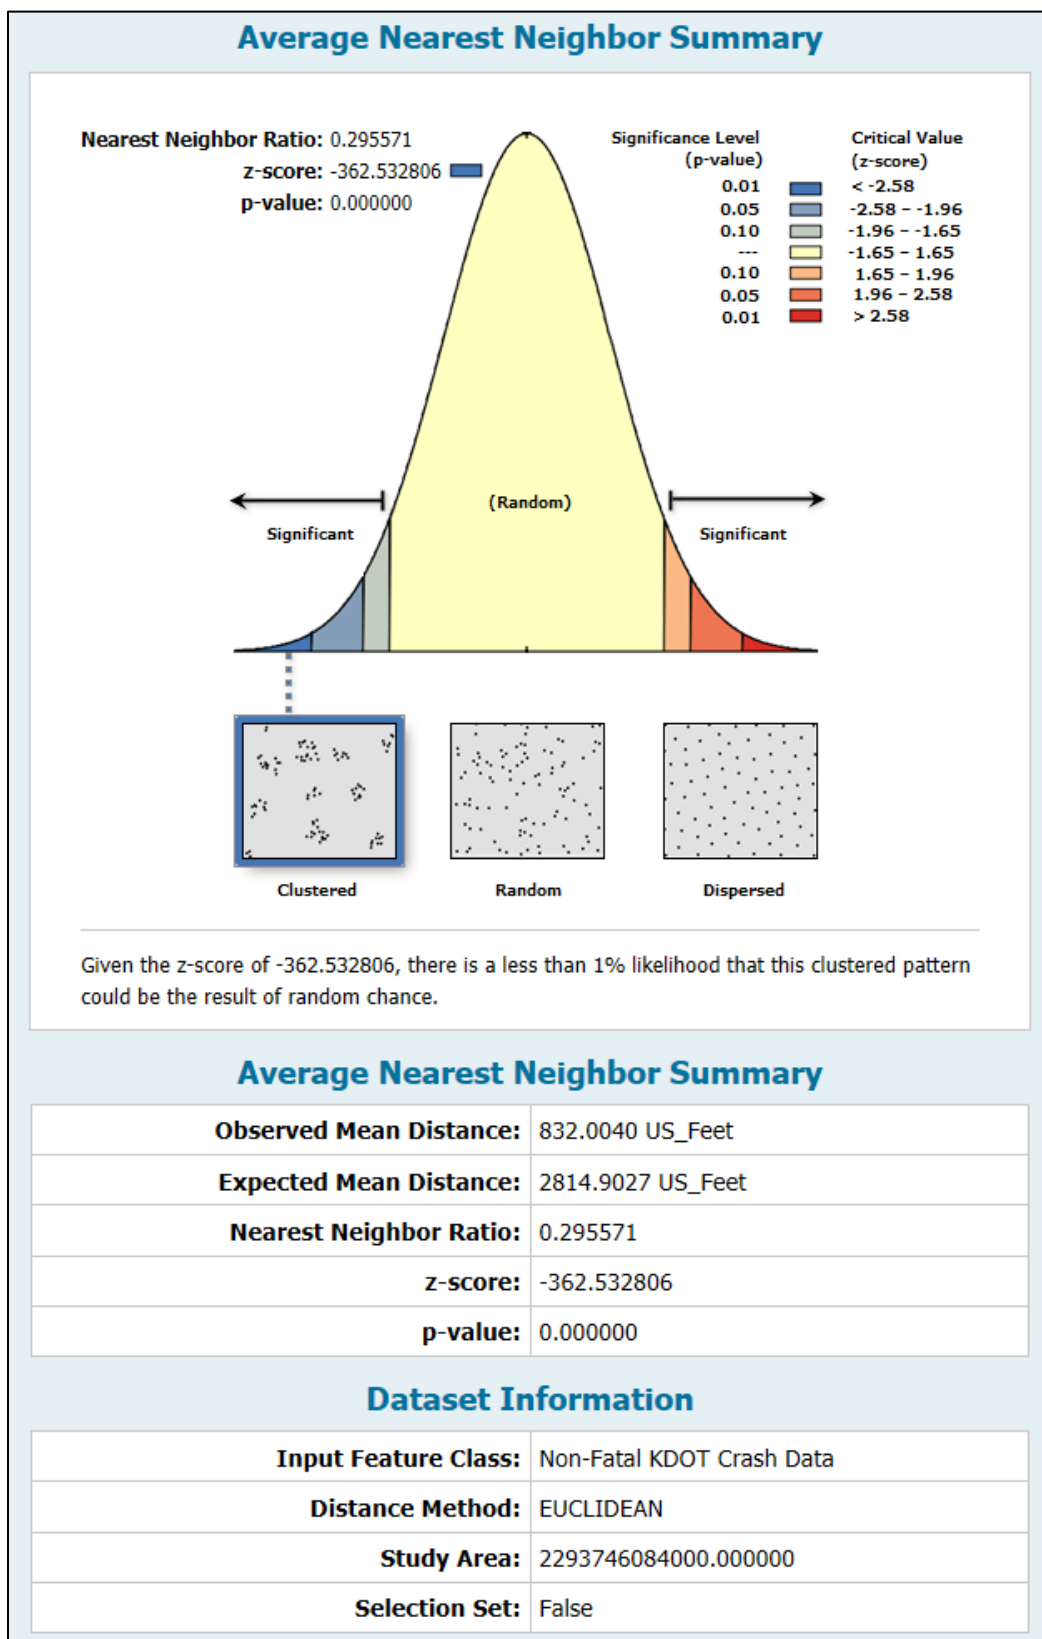 Average Nearest Neighbor Summary
Nearest Neighbor Ratio: 0.295571
z-score: -362.532806
p-value: 0.000000
Significance Level
(p-value)
Critical Value
(z-score)
0.01 < -2.58
0.05 -2.58 – -1.96
0.10 -1.96 – -1.65
--- -1.65 – 1.65
0.10 1.65 – 1.96
0.05 1.96 – 2.58
0.01 > 2.58
(Random)
Significant
Significant
Clustered
Random
Dispersed
Given the z-score of -362.532806, there is a less than 1% likelihood that this clustered pattern
could be the result of random chance.
Average Nearest Neighbor Summary
Observed Mean Distance: 832.0040 US_Feet
Expected Mean Distance: 2814.9027 US_Feet
Nearest Neighbor Ratio: 0.295571
z-score: -362.532806
p-value: 0.000000
Dataset Information
Input Feature Class: Non-Fatal KDOT Crash Data
Distance Method: EUCLIDEAN
Study Area: 2293746084000.000000
Selection Set: False